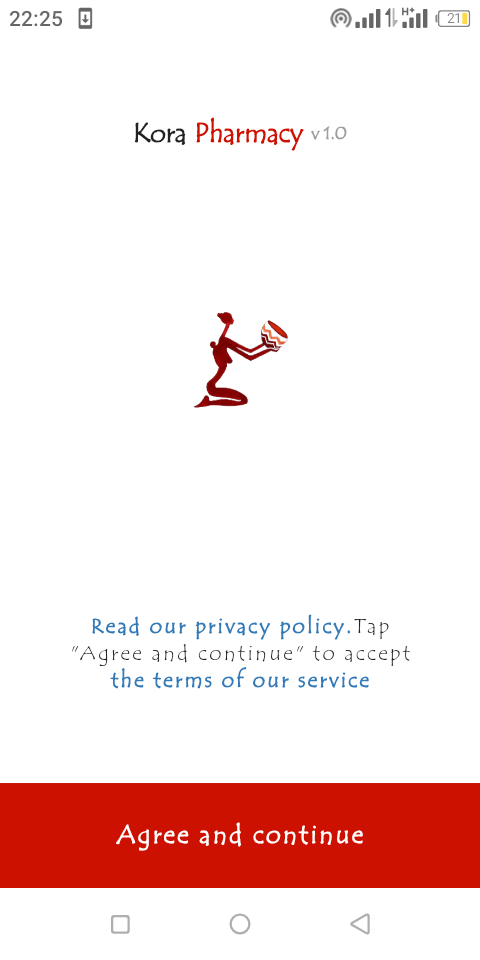 22:25 H+ 21
Kora Pharmacy v1.0
Read our privacy policy.Tap
"Agree and continue" to accept
the terms of our service
Agree and continue